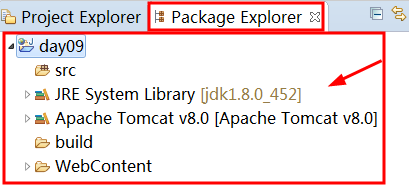 Project Explorer Package Explorer
day09
src
JRE System Library [jdk1.8.0_452]
Apache Tomcat v8.0 [Apache Tomcat v8.0]
build
WebContent